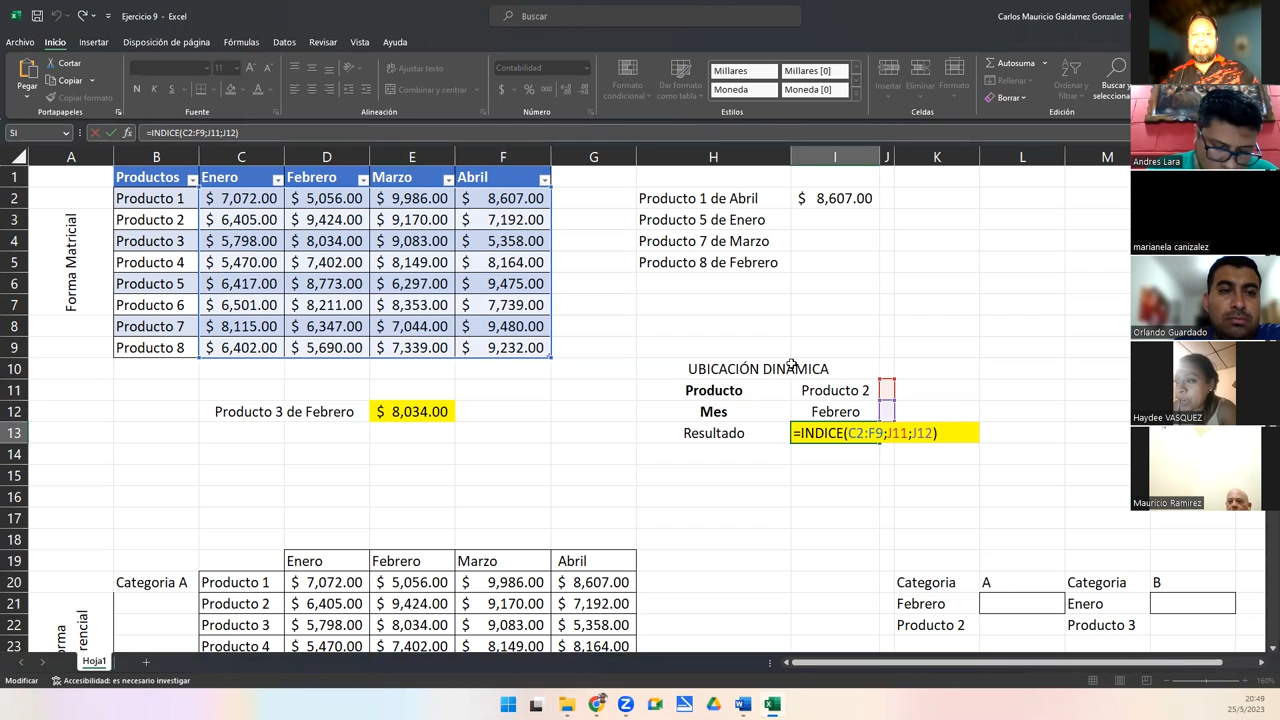 Ejercicio 9 - Excel
Buscar
Carlos Mauricio Galdamez Gonzalez
Archivo Inicio Insertar Disposición de página Fórmulas Datos Revisar Vista Ayuda
Pegar
Cortar
Copiar
Copiar formato
Portapapeles
11
N K S
Fuente
Ajustar texto
Combinar y centrar
Alineación
Contabilidad
Número
Formato condicional
Dar formato como tabla
Millares
Millares [0]
Moneda
Moneda [0]
Estilos
Insertar
Eliminar
Formato
Celdas
Autosuma
Rellenar
Borrar
Ordenar y filtrar
Buscar y
Edición
SI
fx
=INDICE(C2:F9;J11;J12)
A B C D E F G H I J K L M
1 Productos Enero Febrero Marzo Abril
2 Producto 1 $ 7,072.00 $ 5,056.00 $ 9,986.00 $ 8,607.00 Producto 1 de Abril $ 8,607.00
3 Producto 2 $ 6,405.00 $ 9,424.00 $ 9,170.00 $ 7,192.00 Producto 5 de Enero
4 Producto 3 $ 5,798.00 $ 8,034.00 $ 9,083.00 $ 5,358.00 Producto 7 de Marzo
5 Producto 4 $ 5,470.00 $ 7,402.00 $ 8,149.00 $ 8,164.00 Producto 8 de Febrero
6 Producto 5 $ 6,417.00 $ 8,773.00 $ 6,297.00 $ 9,475.00
7 Producto 6 $ 6,501.00 $ 8,211.00 $ 8,353.00 $ 7,739.00
8 Producto 7 $ 8,115.00 $ 6,347.00 $ 7,044.00 $ 9,480.00
9 Producto 8 $ 6,402.00 $ 5,690.00 $ 7,339.00 $ 9,232.00
Forma Matricial
10 UBICACIÓN DINAMICA
11 Producto Producto 2
12 Producto 3 de Febrero $ 8,034.00 Mes Febrero
13 Resultado =INDICE(C2:F9;J11;J12)
14
15
16
17
18
19 Enero Febrero Marzo Abril
20 Categoria A Producto 1 $ 7,072.00 $ 5,056.00 $ 9,986.00 $ 8,607.00 Categoria A Categoria B
21 Producto 2 $ 6,405.00 $ 9,424.00 $ 9,170.00 $ 7,192.00 Febrero Enero
22 Producto 3 $ 5,798.00 $ 8,034.00 $ 9,083.00 $ 5,358.00 Producto 2 Producto 3
23 Producto 4 $ 5,470.00 $ 7,402.00 $ 8,149.00 $ 8,164.00
Hoja1
Modificar
Accesibilidad: es necesario investigar
160%
20:49
25/5/2023
Andres Lara
marianela canizalez
Orlando Guardado
Haydee VASQUEZ
Mauricio Ramirez